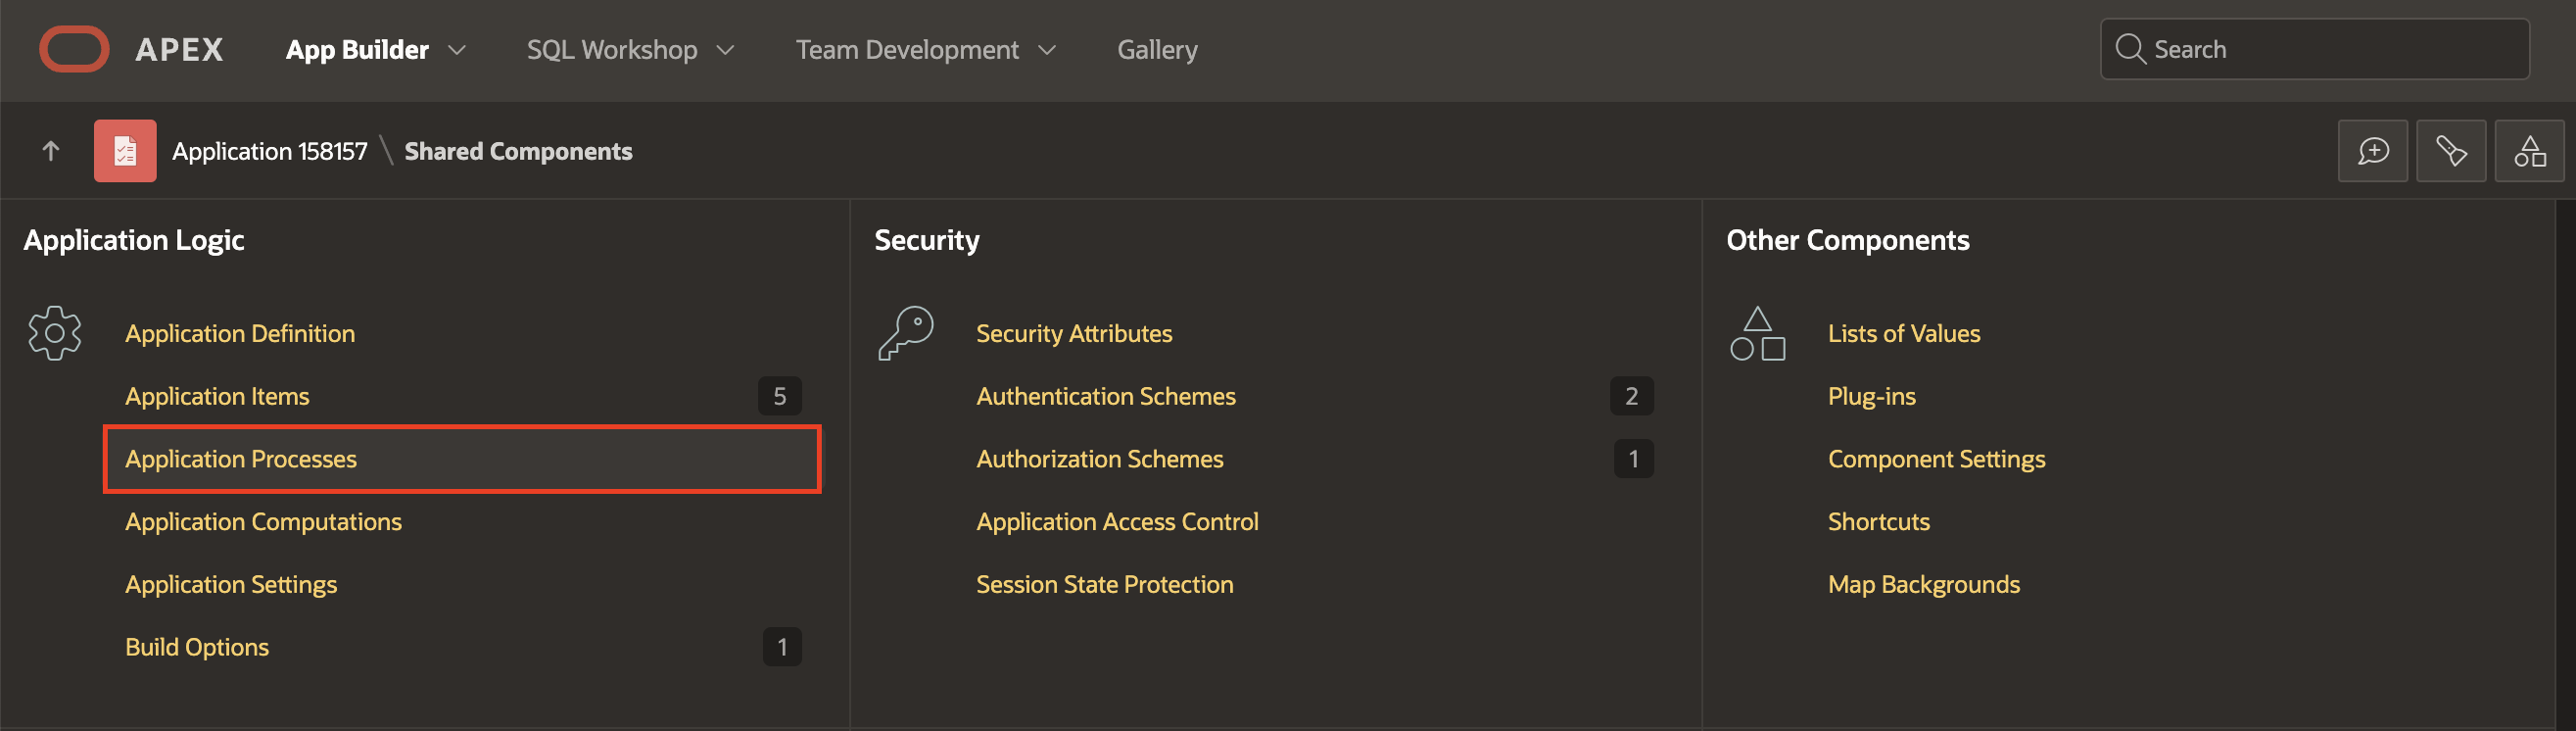 APEX App Builder SQL Workshop Team Development Gallery Search
Application 158157 \ Shared Components
Application Logic
Application Definition
Application Items 5
Application Processes
Application Computations
Application Settings
Build Options 1
Security
Security Attributes
Authentication Schemes 2
Authorization Schemes 1
Application Access Control
Session State Protection
Other Components
Lists of Values
Plug-ins
Component Settings
Shortcuts
Map Backgrounds